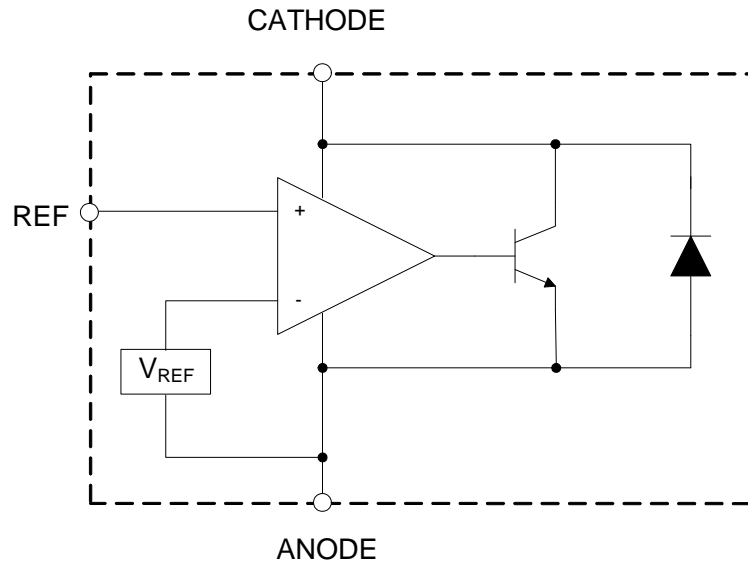 CATHODE
REF
+
-
VREF
ANODE